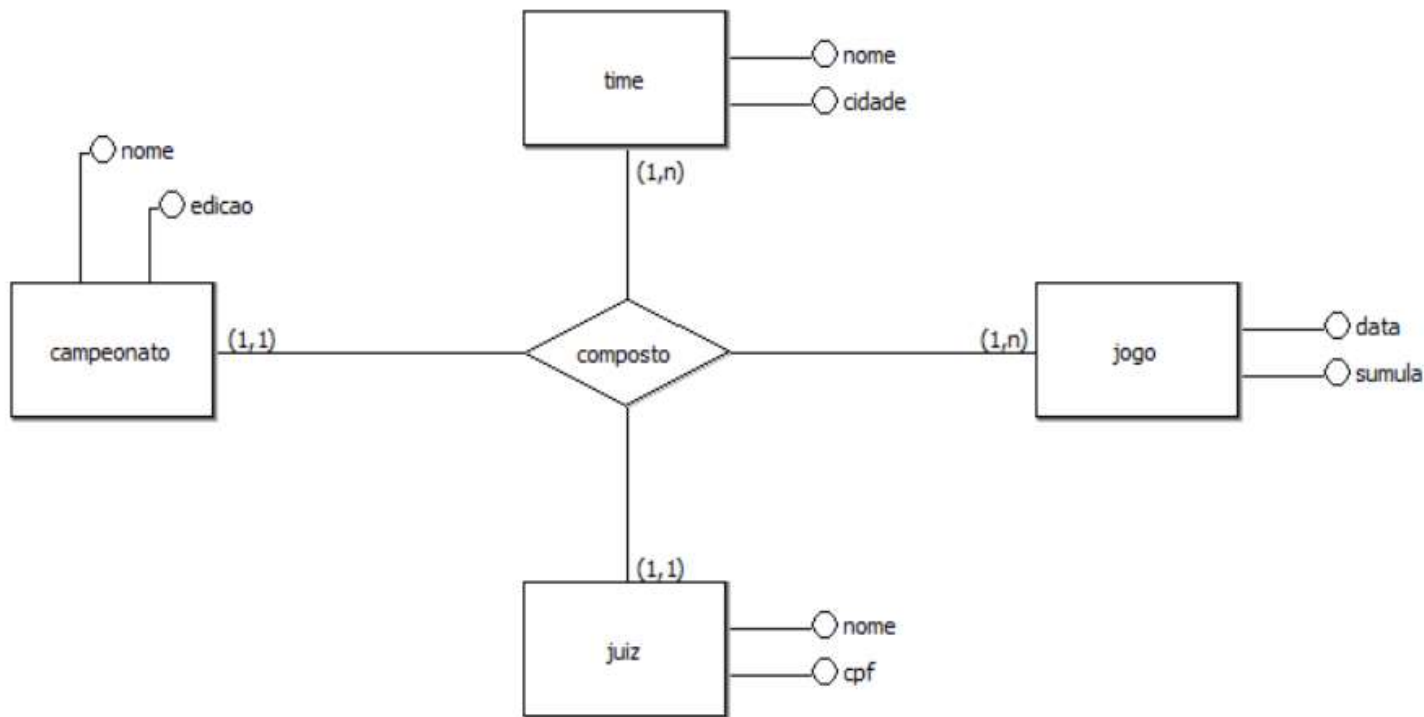 nome
time
cidade
nome
(1,n)
edicao
campeonato
(1,1)
composto
(1,n)
jogo
data
sumula
(1,1)
juiz
nome
cpf